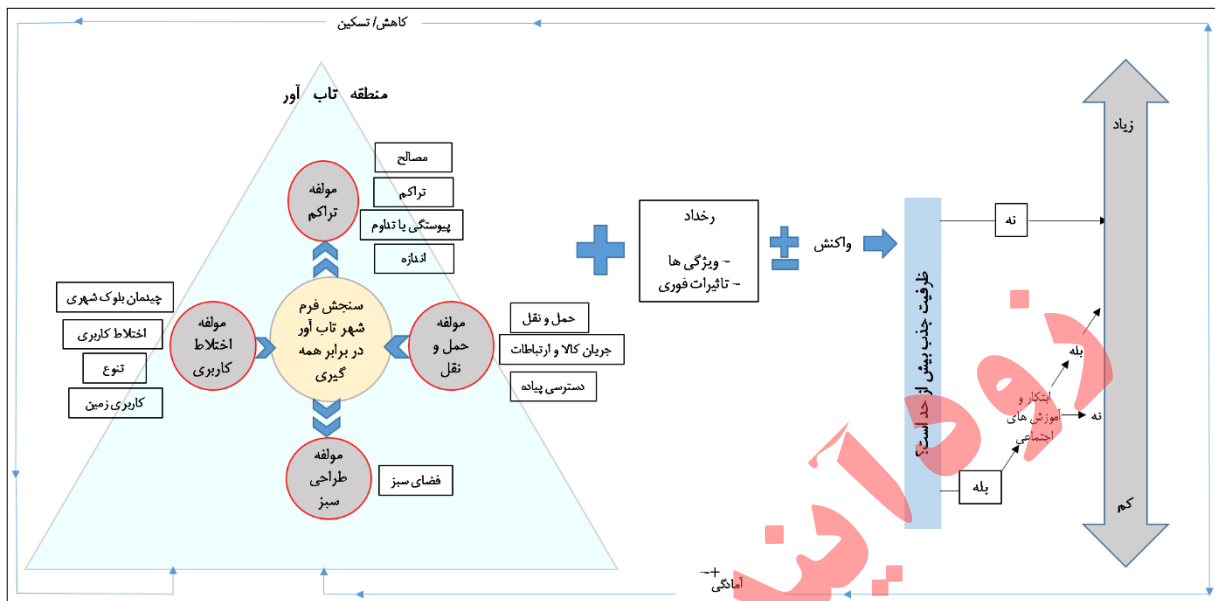 کاهش/ تسکین
منطقه تاب آور
مولفه
تراکم
مصالح
تراکم
پیوستگی یا تداوم
اندازه
چیدمان بلوک شهری
اختلاط کاربری
تنوع
کاربری زمین
مولفه
اختلاط
کاربری
سنجش فرم
شهر تاب آور
در برابر همه
گیری
مولفه
حمل و
نقل
حمل و نقل
جریان کالا و ارتباطات
دسترسی پیاده
مولفه
طراحی
سبز
فضای سبز
رخداد
– ویژگی ها
– تاثیرات فوری
واکنش
ظرفیت جذب بیش از حد است؟
نه
بله
ابتکار و
آموزش های
اجتماعی
بله
نه
زیاد
کم
–+
آمادگی
زودآیند